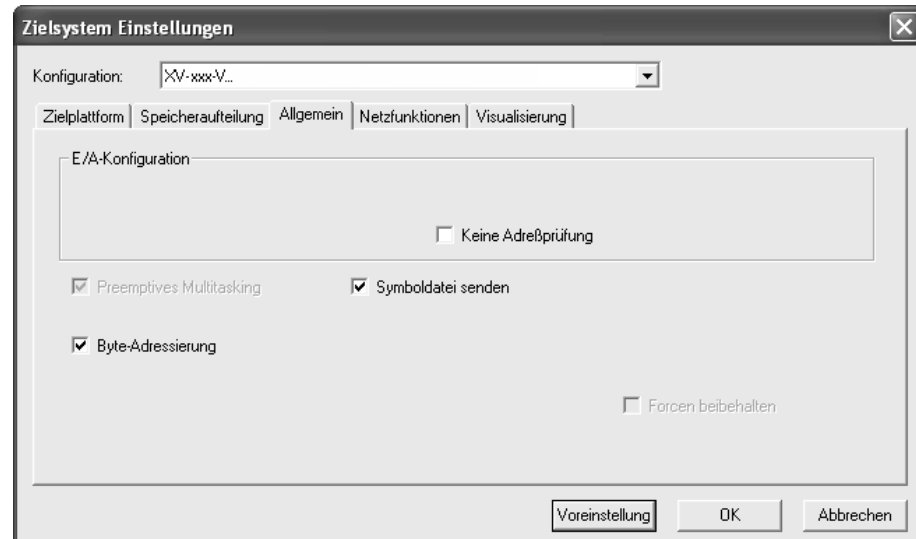 Zielsystem Einstellungen
Konfiguration: XV-xxx-V...
Zielplattform Speicheraufteilung Allgemein Netzfunktionen Visualisierung
E/A-Konfiguration
Keine Adreßprüfung
Preemptives Multitasking Symboldatei senden
Byte-Adressierung
Forcen beibehalten
Voreinstellung OK Abbrechen